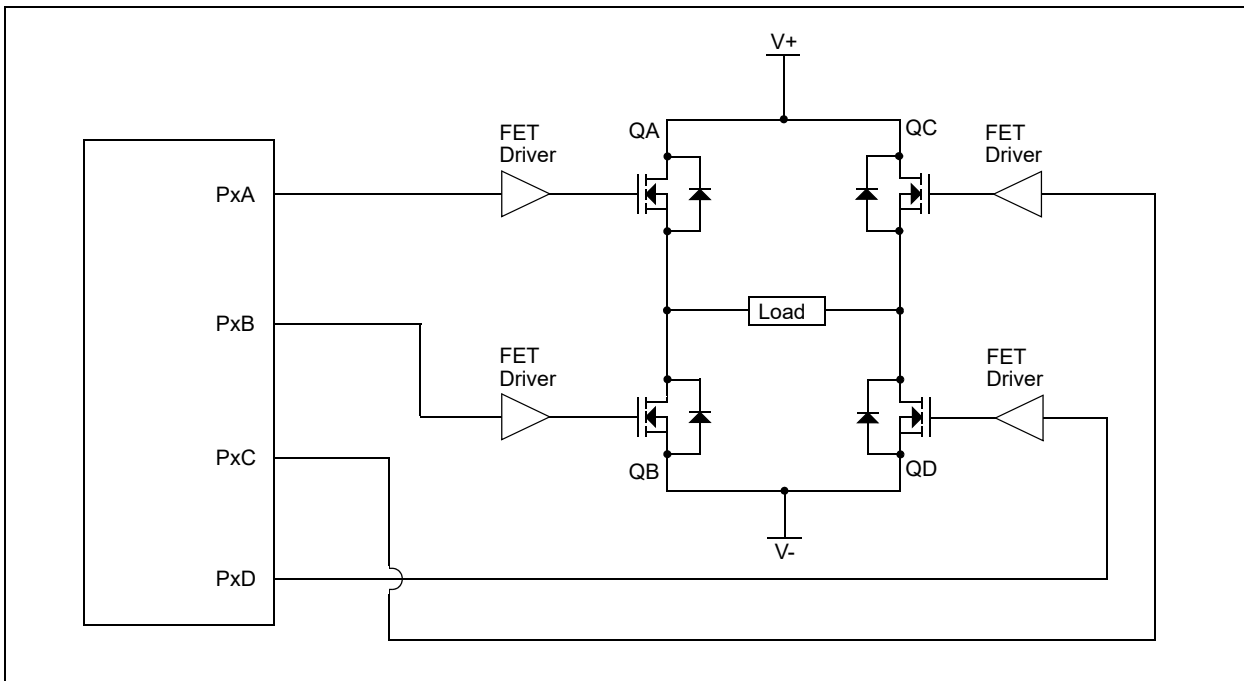 V+
QA
QC
FET
Driver
FET
Driver
PxA
Load
PxB
FET
Driver
FET
Driver
PxC
QB
QD
V-
PxD